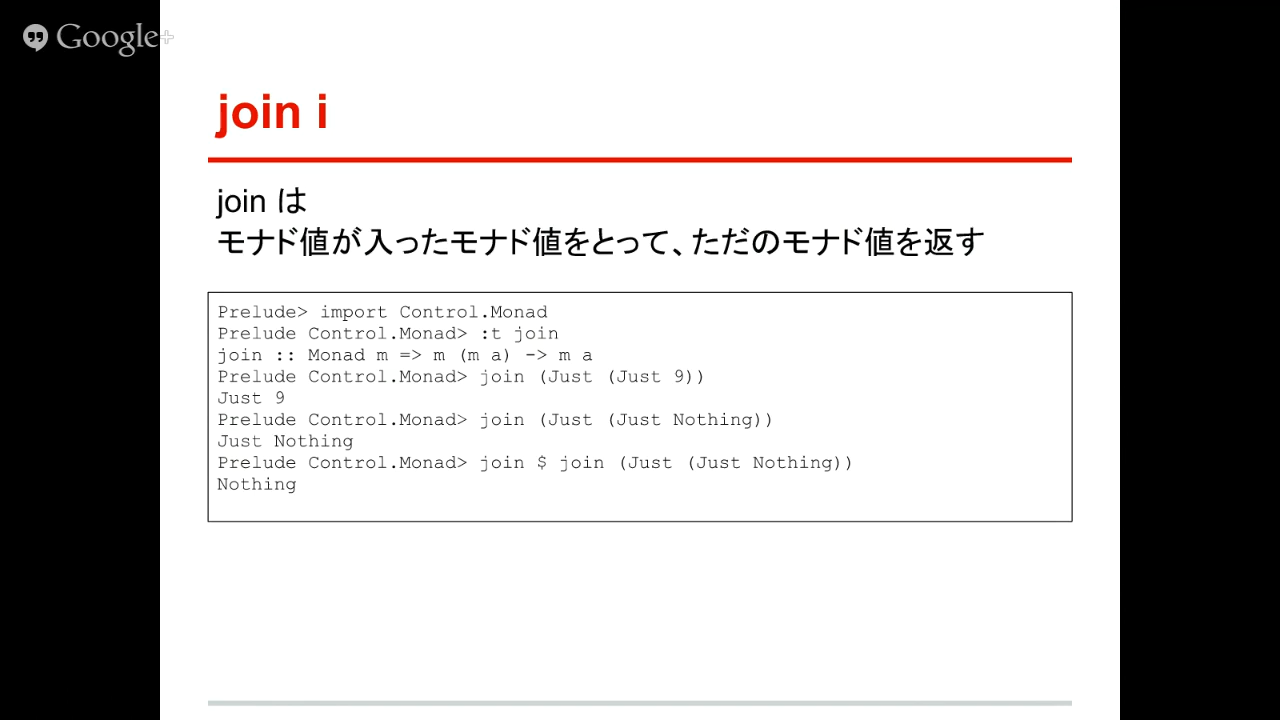 Google+
join i
join は
モナド値が入ったモナド値をとって、ただのモナド値を返す
Prelude> import Control.Monad
Prelude Control.Monad> :t join
join :: Monad m => m (m a) -> m a
Prelude Control.Monad> join (Just (Just 9))
Just 9
Prelude Control.Monad> join (Just (Just Nothing))
Just Nothing
Prelude Control.Monad> join $ join (Just (Just Nothing))
Nothing